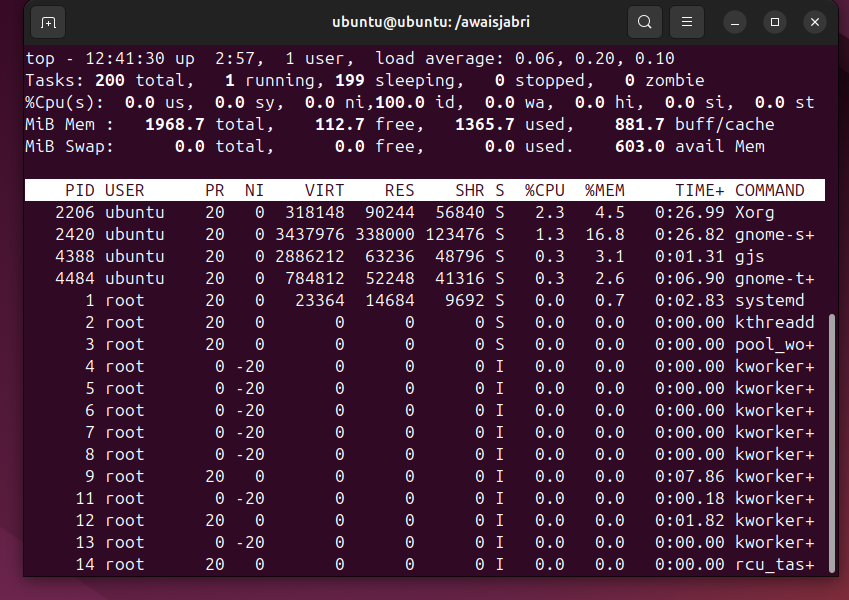 ubuntu@ubuntu: /awaisjabri
top - 12:41:30 up  2:57,  1 user,  load average: 0.06, 0.20, 0.10
Tasks: 200 total,   1 running, 199 sleeping,   0 stopped,   0 zombie
%Cpu(s):  0.0 us,  0.0 sy,  0.0 ni,100.0 id,  0.0 wa,  0.0 hi,  0.0 si,  0.0 st
MiB Mem :   1968.7 total,    112.7 free,   1365.7 used,    881.7 buff/cache
MiB Swap:      0.0 total,      0.0 free,      0.0 used.    603.0 avail Mem
PID USER      PR  NI    VIRT    RES    SHR S  %CPU  %MEM     TIME+ COMMAND
2206 ubuntu    20   0  318148  90244  56840 S   2.3   4.5   0:26.99 Xorg
2420 ubuntu    20   0 3437976 338000 123476 S   1.3  16.8   0:26.82 gnome-s+
4388 ubuntu    20   0 2886212  63236  48796 S   0.3   3.1   0:01.31 gjs
4484 ubuntu    20   0  784812  52248  41316 S   0.3   2.6   0:06.90 gnome-t+
1 root      20   0   23364  14684   9692 S   0.0   0.7   0:02.83 systemd
2 root      20   0       0      0      0 S   0.0   0.0   0:00.00 kthreadd
3 root      20   0       0      0      0 S   0.0   0.0   0:00.00 pool_wo+
4 root       0 -20       0      0      0 I   0.0   0.0   0:00.00 kworker+
5 root       0 -20       0      0      0 I   0.0   0.0   0:00.00 kworker+
6 root       0 -20       0      0      0 I   0.0   0.0   0:00.00 kworker+
7 root       0 -20       0      0      0 I   0.0   0.0   0:00.00 kworker+
8 root       0 -20       0      0      0 I   0.0   0.0   0:00.00 kworker+
9 root      20   0       0      0      0 I   0.0   0.0   0:07.86 kworker+
11 root       0 -20       0      0      0 I   0.0   0.0   0:00.18 kworker+
12 root      20   0       0      0      0 I   0.0   0.0   0:01.82 kworker+
13 root       0 -20       0      0      0 I   0.0   0.0   0:00.00 kworker+
14 root      20   0       0      0      0 I   0.0   0.0   0:00.00 rcu_tas+